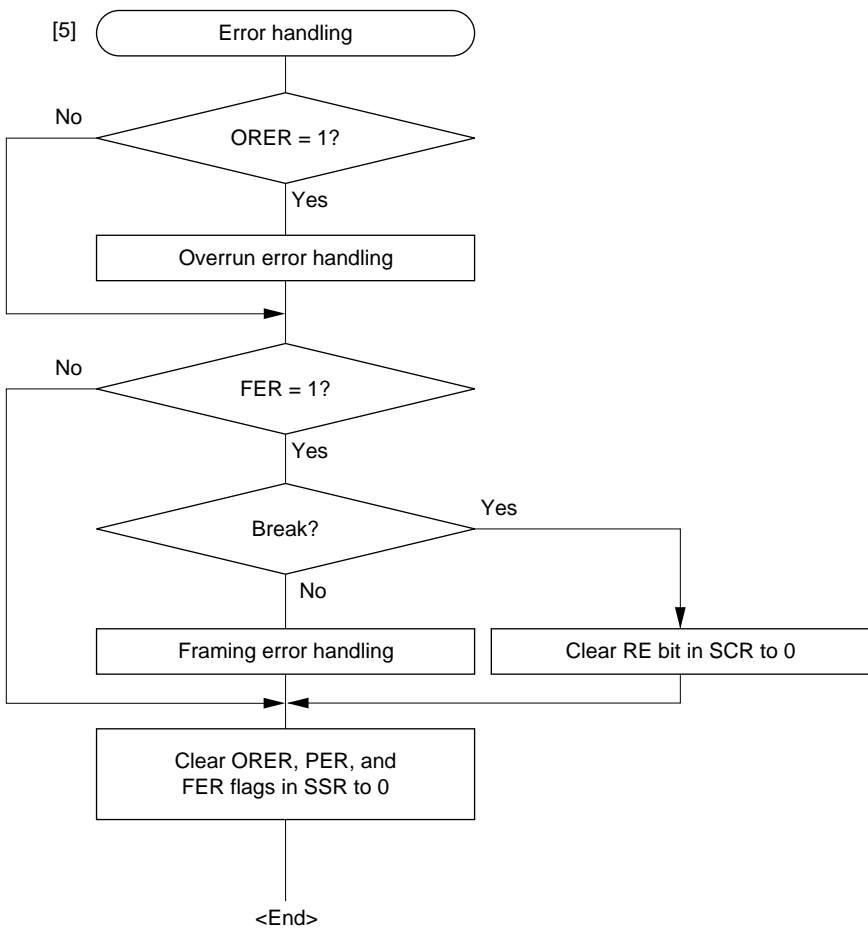 [5]
Error handling
No
ORER = 1?
Yes
Overrun error handling
No
FER = 1?
Yes
Yes
Break?
No
Framing error handling
Clear RE bit in SCR to 0
Clear ORER, PER, and
FER flags in SSR to 0
<End>